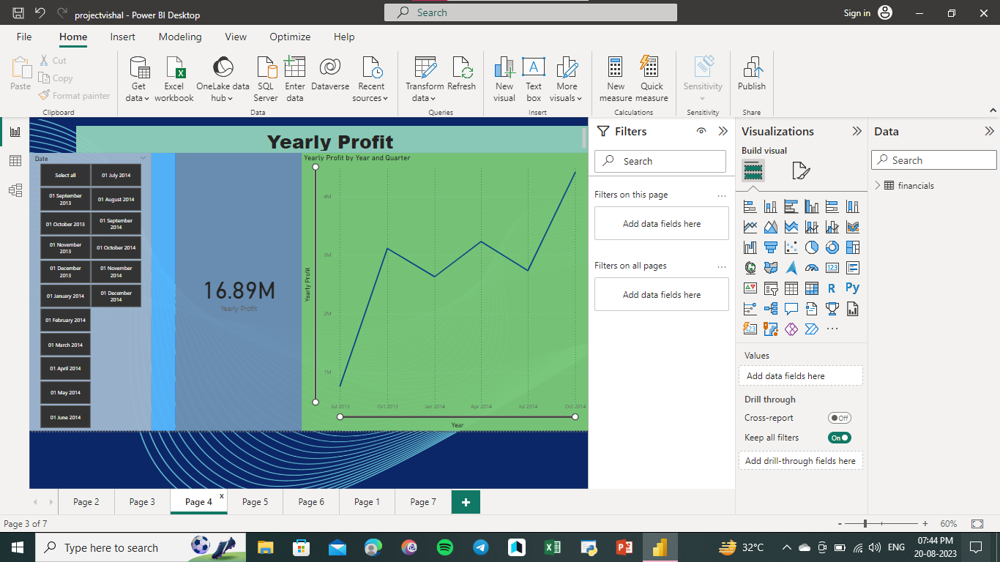 projectvishal - Power BI Desktop
Search
Sign in
File Home Insert Modeling View Optimize Help
Paste
Cut
Copy
Format painter
Clipboard
Get data
Excel workbook
OneLake data hub
SQL Server
Enter data
Dataverse
Recent sources
Data
Transform data
Refresh
Queries
New visual
Text box
More visuals
Insert
New measure
Quick measure
Calculations
Sensitivity
Sensitivity
Publish
Share
Yearly Profit
Date
Select all
01 July 2014
01 September 2013
01 August 2014
01 October 2013
01 September 2014
01 November 2013
01 October 2014
01 December 2013
01 November 2014
01 January 2014
01 December 2014
01 February 2014
01 March 2014
01 April 2014
01 May 2014
01 June 2014
16.89M
Yearly Profit
Yearly Profit by Year and Quarter
Yearly Profit
4M
3M
2M
1M
Jul 2013 Oct 2013 Jan 2014 Apr 2014 Jul 2014 Oct 2014
Year
Filters
Search
Filters on this page
Add data fields here
Filters on all pages
Add data fields here
Visualizations
Build visual
R
Py
123
123
Values
Add data fields here
Drill through
Cross-report
Off
Keep all filters
On
Add drill-through fields here
Data
Search
financials
Page 2 Page 3 Page 4 x Page 5 Page 6 Page 1 Page 7 +
Page 3 of 7
- + 60%
Type here to search
32°C
ENG
07:44 PM
20-08-2023